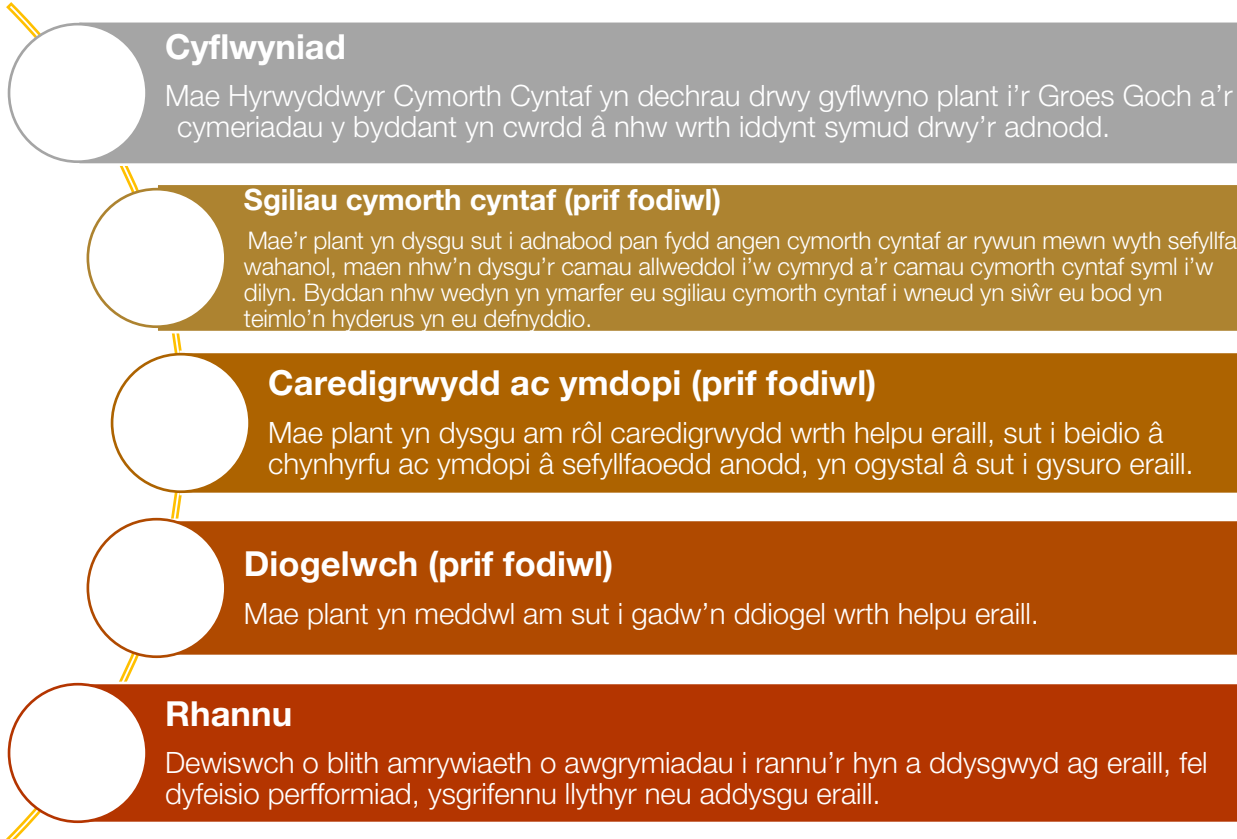 Cyflwyniad
Mae Hyrwyddwyr Cymorth Cyntaf yn dechrau drwy gyflwyno plant i'r Groes Goch a'r
cymeriadau y byddant yn cwrdd â nhw wrth iddynt symud drwy'r adnodd.
Sgiliau cymorth cyntaf (prif fodiwl)
Mae'r plant yn dysgu sut i adnabod pan fydd angen cymorth cyntaf ar rywun mewn wyth sefyllfa
wahanol, maen nhw'n dysgu'r camau allweddol i'w cymryd a'r camau cymorth cyntaf syml i'w
dilyn. Byddan nhw wedyn yn ymarfer eu sgiliau cymorth cyntaf i wneud yn siŵr eu bod yn
teimlo'n hyderus yn eu defnyddio.
Caredigrwydd ac ymdopi (prif fodiwl)
Mae plant yn dysgu am rôl caredigrwydd wrth helpu eraill, sut i beidio â
chynhyrfu ac ymdopi â sefyllfaoedd anodd, yn ogystal â sut i gysuro eraill.
Diogelwch (prif fodiwl)
Mae plant yn meddwl am sut i gadw'n ddiogel wrth helpu eraill.
Rhannu
Dewiswch o blith amrywiaeth o awgrymiadau i rannu'r hyn a ddysgwyd ag eraill, fel
dyfeisio perfformiad, ysgrifennu llythyr neu addysgu eraill.